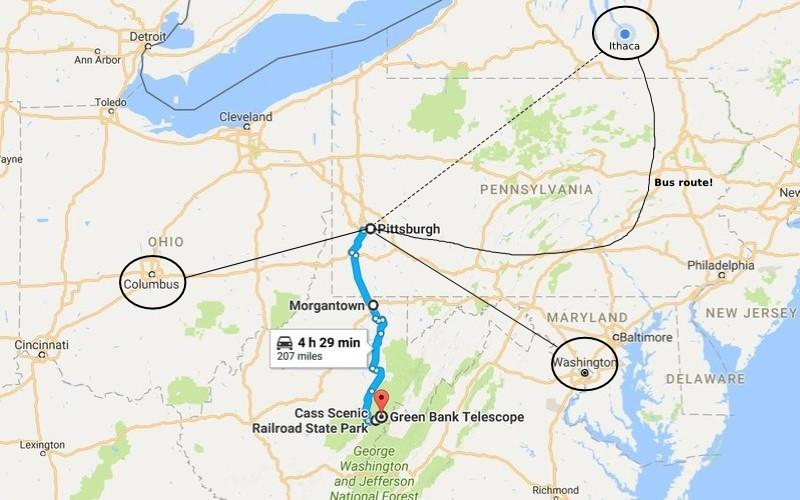 Detroit
Ann Arbor
Toledo
Cleveland
Ithaca
PENNSYLVANIA
Bus route!
New
Pittsburgh
OHIO
Columbus
Philadelphia
Morgantown
MARYLAND
NEW JERSEY
4 h 29 min
207 miles
Baltimore
Cincinnati
Washington
DELAWARE
Cass Scenic
Railroad State Park
Green Bank Telescope
Lexington
George
Washington
and Jefferson
National Forest
Richmond